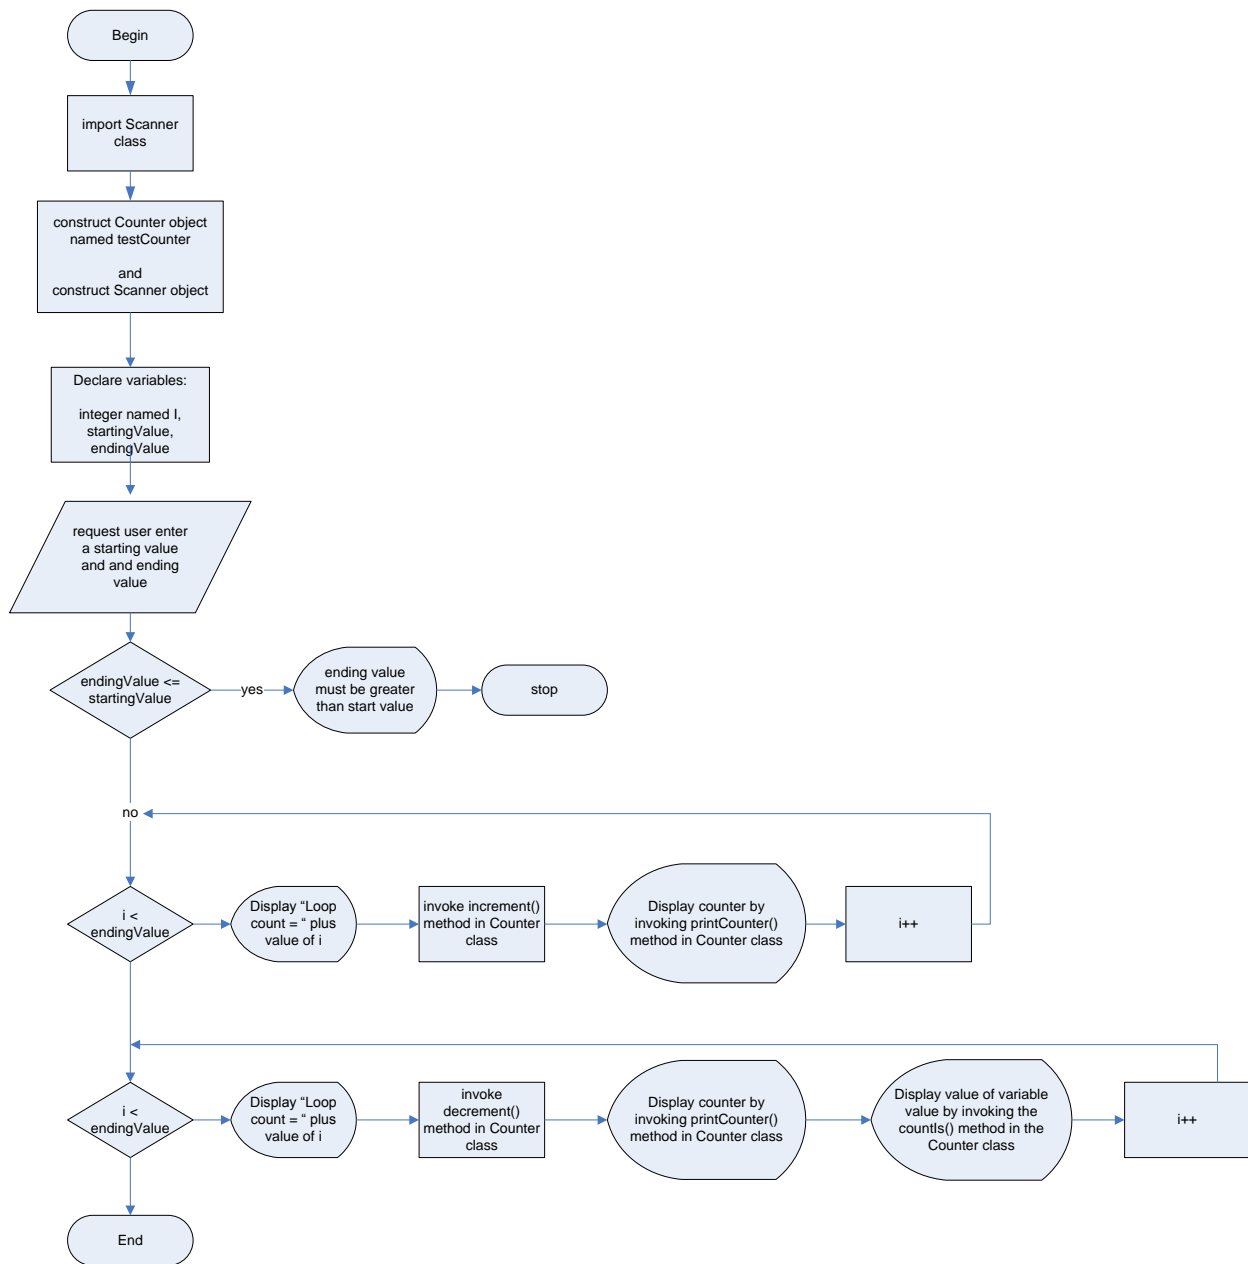 Begin
import Scanner
class
construct Counter object
named testCounter
and
construct Scanner object
Declare variables:
integer named I,
startingValue,
endingValue
request user enter
a starting value
and and ending
value
endingValue <=
startingValue
yes
ending value
must be greater
than start value
stop
no
i <
endingValue
Display “Loop
count = “ plus
value of i
invoke increment()
method in Counter
class
Display counter by
invoking printCounter()
method in Counter class
i++
i <
endingValue
Display “Loop
count = “ plus
value of i
invoke
decrement()
method in Counter
class
Display counter by
invoking printCounter()
method in Counter class
Display value of variable
value by invoking the
countIs() method in the
Counter class
i++
End